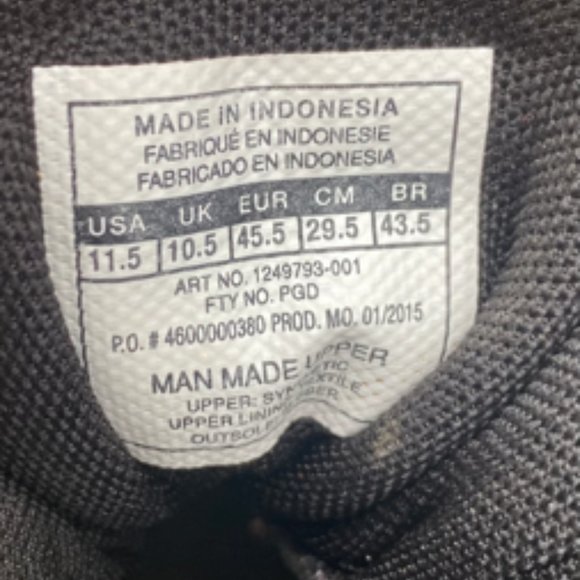 MADE IN INDONESIA
FABRIQUÉ EN INDONESIE
FABRICADO EN INDONESIA
USA UK EUR CM BR
11.5 10.5 45.5 29.5 43.5
ART NO. 1249793-001
FTY NO. PGD
P.O. # 4600000380 PROD. MO. 01/2015
MAN MADE UPPER
UPPER:
UPPER